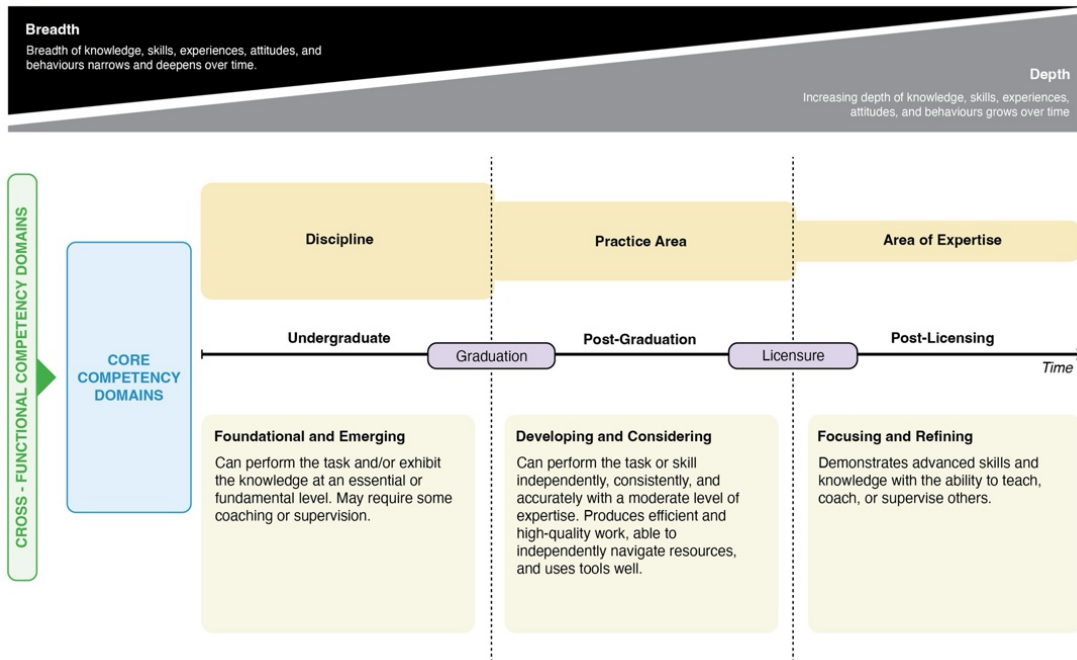 Breadth
Breadth of knowledge, skills, experiences, attitudes, and
behaviours narrows and deepens over time.
Depth
Increasing depth of knowledge, skills, experiences,
attitudes, and behaviours grows over time
CROSS - FUNCTIONAL COMPETENCY DOMAINS
CORE
COMPETENCY
DOMAINS
Discipline
Practice Area
Area of Expertise
Undergraduate
Graduation
Post-Graduation
Licensure
Post-Licensing
Time
Foundational and Emerging
Can perform the task and/or exhibit
the knowledge at an essential or
fundamental level. May require some
coaching or supervision.
Developing and Considering
Can perform the task or skill
independently, consistently, and
accurately with a moderate level of
expertise. Produces efficient and
high-quality work, able to
independently navigate resources,
and uses tools well.
Focusing and Refining
Demonstrates advanced skills and
knowledge with the ability to teach,
coach, or supervise others.